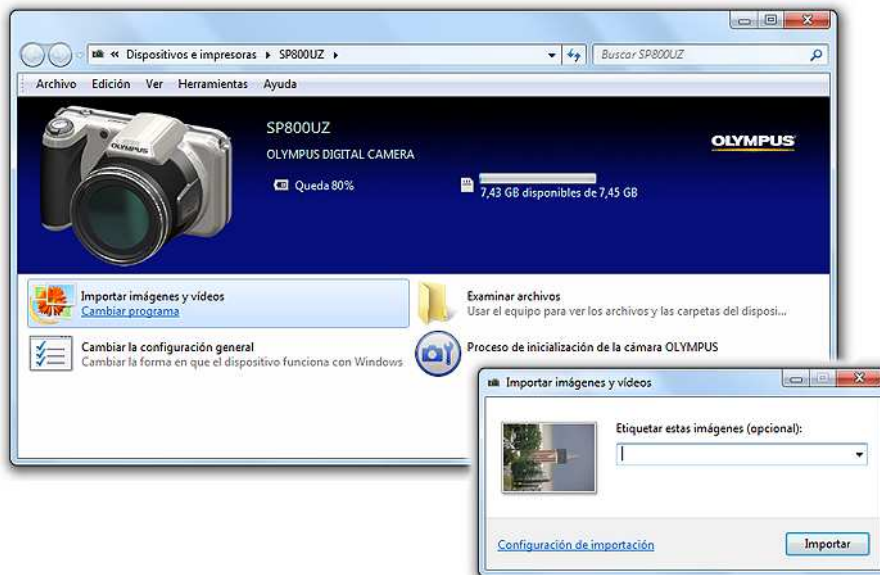 « Dispositivos e impresoras ▸ SP800UZ ▸
Buscar SP800UZ
Archivo Edición Ver Herramientas Ayuda
OLYMPUS
SP800UZ
OLYMPUS DIGITAL CAMERA
Queda 80%
7,43 GB disponibles de 7,45 GB
OLYMPUS
Importar imágenes y vídeos
Cambiar programa
Examinar archivos
Usar el equipo para ver los archivos y las carpetas del disposi...
Cambiar la configuración general
Cambiar la forma en que el dispositivo funciona con Windows
Proceso de inicialización de la cámara OLYMPUS
Importar imágenes y vídeos
Etiquetar estas imágenes (opcional):
Configuración de importación
Importar